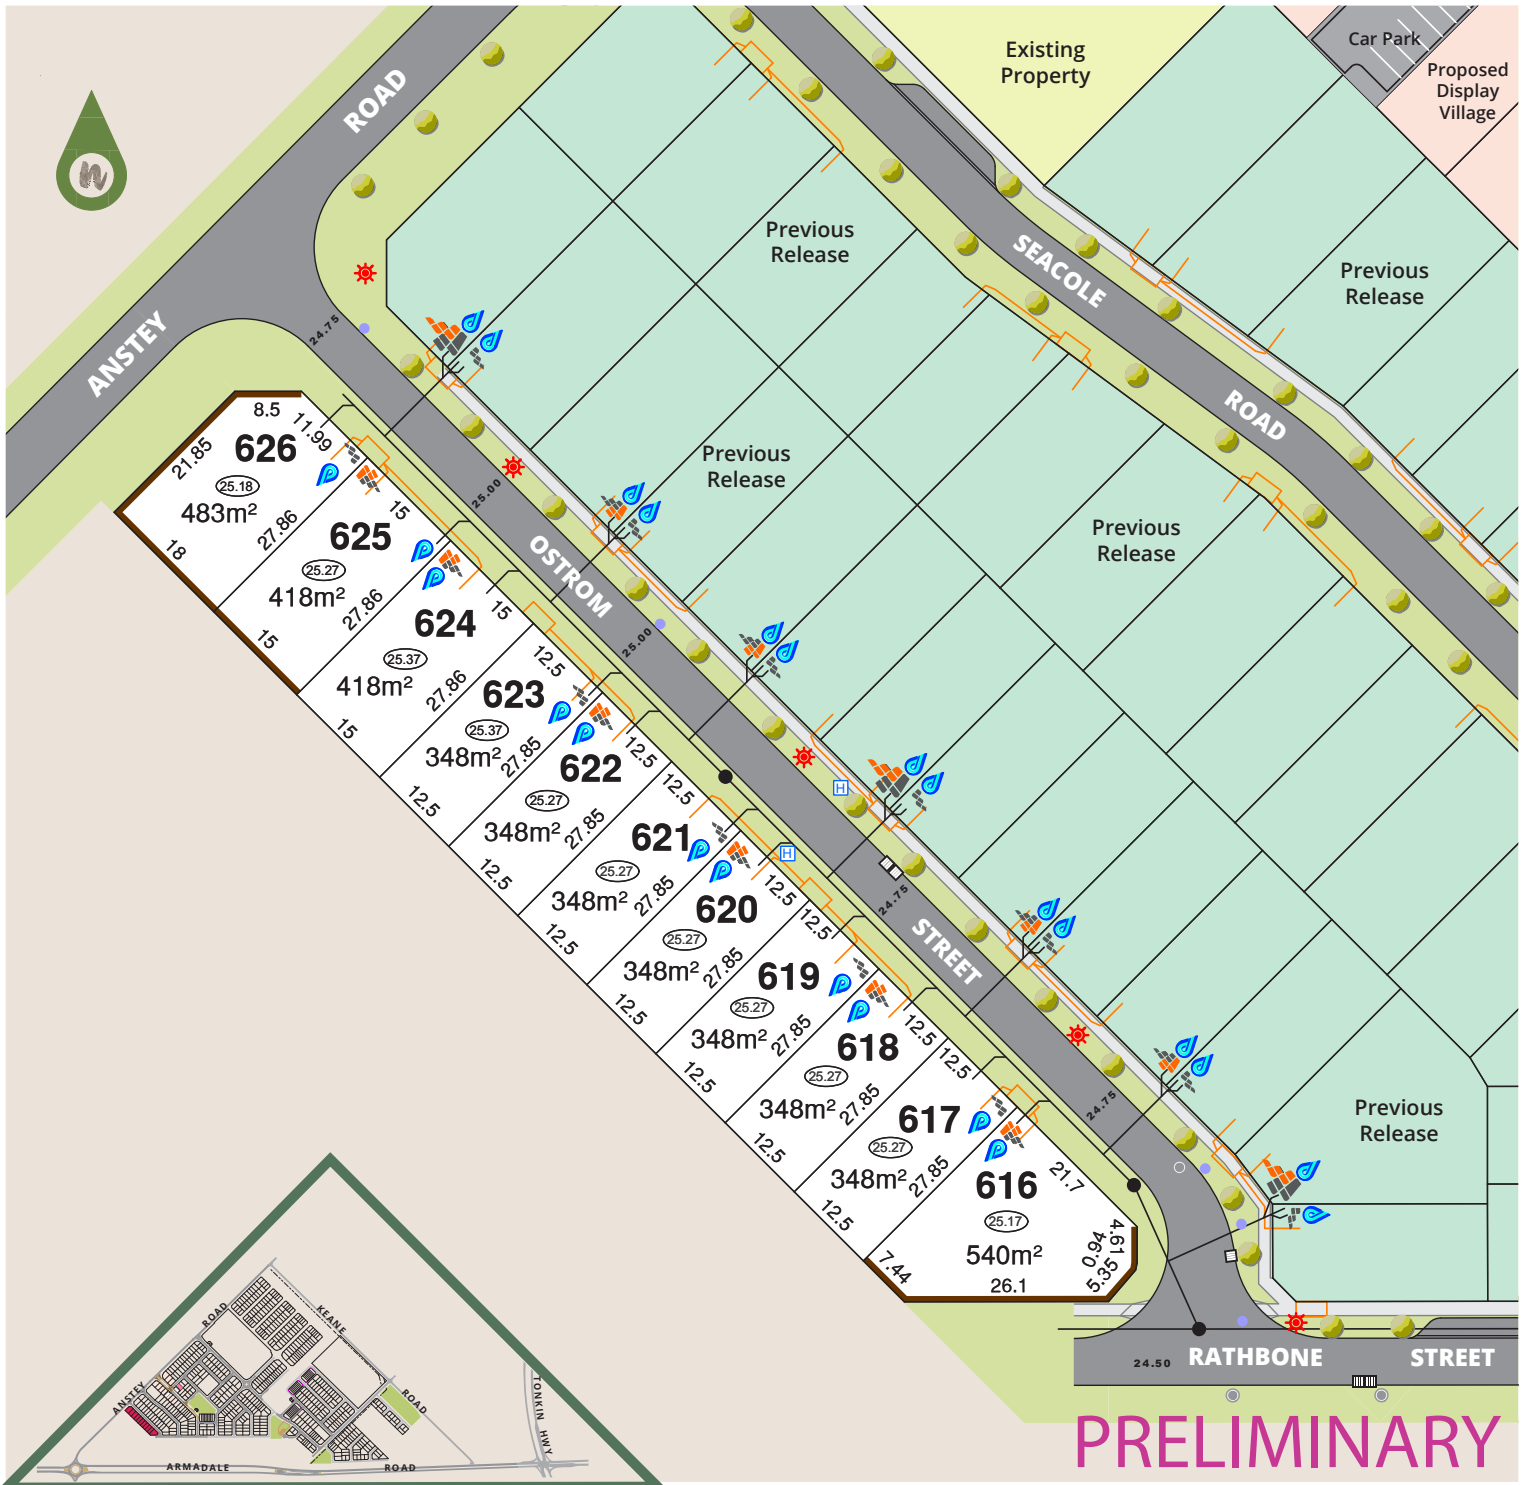 Existing
Property
Car Park
Proposed
Display
Village
ANSTEY
ROAD
n
Previous
Release
SEACOLE
ROAD
Previous
Release
Previous
Release
Previous
Release
Previous
Release
OSTROM
STREET
24.75
25.00
25.00
24.75
24.75
24.50
H
H
626
25.18
483m²
8.5
11.99
21.85
18
27.86
625
25.27
418m²
15
15
27.86
624
25.37
418m²
15
15
27.86
623
25.37
348m²
12.5
12.5
27.85
622
25.27
348m²
12.5
12.5
27.85
621
25.27
348m²
12.5
12.5
27.85
620
25.27
348m²
12.5
12.5
27.85
619
25.27
348m²
12.5
12.5
27.85
618
25.27
348m²
12.5
12.5
27.85
617
25.27
348m²
12.5
12.5
27.85
616
25.17
540m²
21.7
4.61
0.94
5.35
26.1
7.44
RATHBONE
STREET
PRELIMINARY
ROAD
KEANE
ROAD
ANSTEY
TONKIN HWY
ARMADALE
ROAD